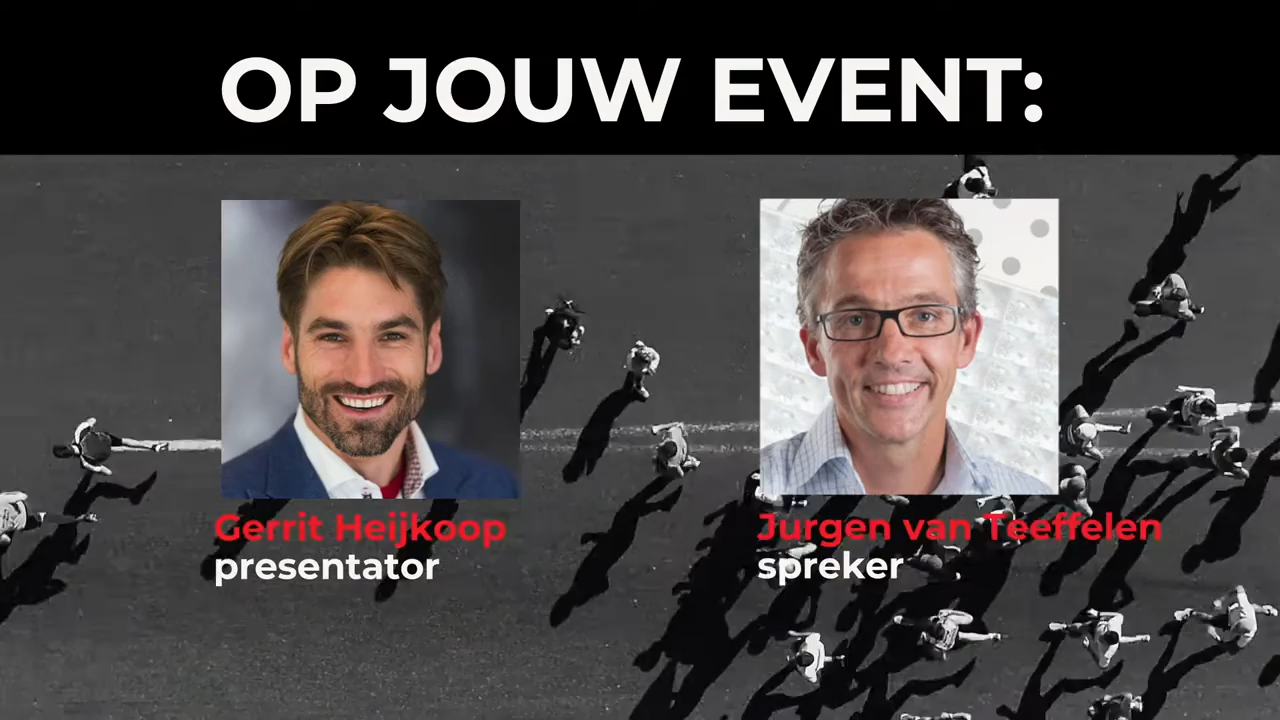 OP JOUW EVENT:
Gerrit Heijkoop
presentator
Jurgen van Teeffelen
spreker